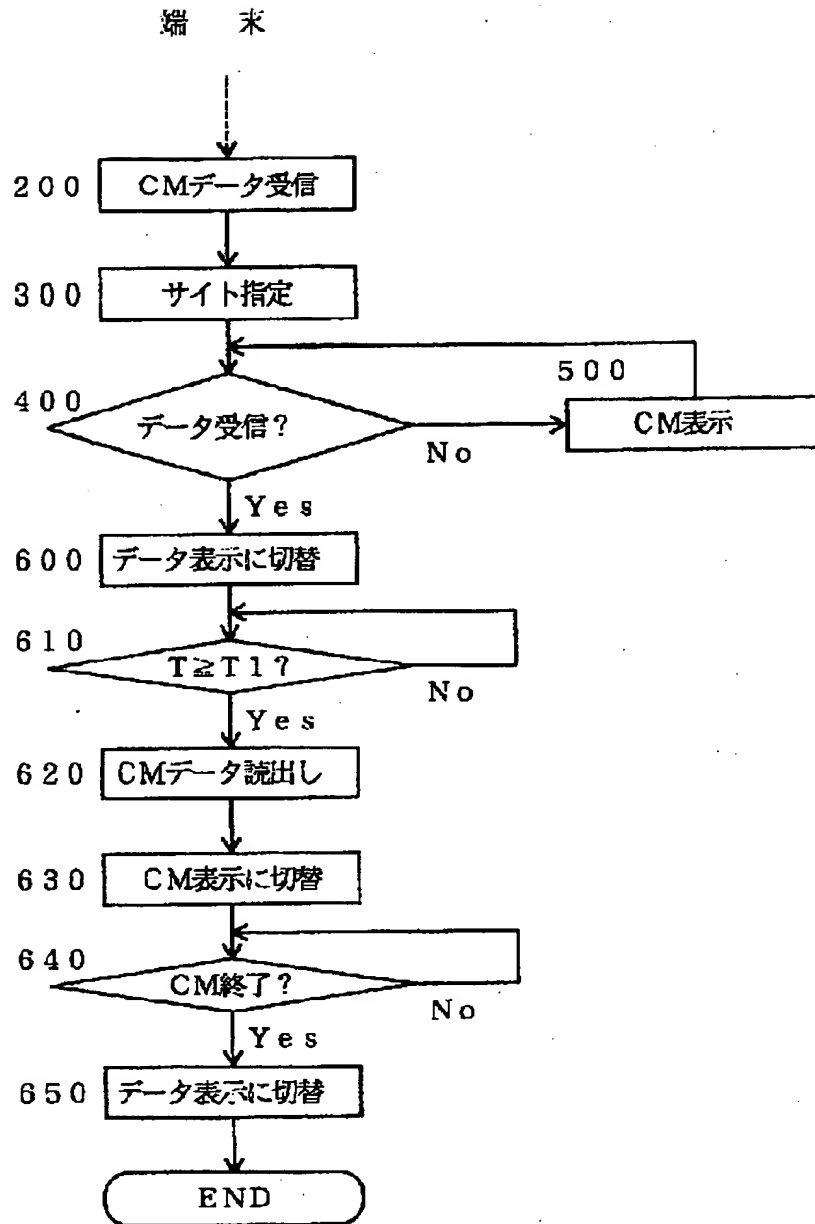 端 末
200 CMデータ受信
300 サイト指定
500
400 データ受信? CM表示
No
Yes
600 データ表示に切替
610 T≧T1?
No
Yes
620 CMデータ読出し
630 CM表示に切替
640 CM終了?
No
Yes
650 データ表示に切替
END